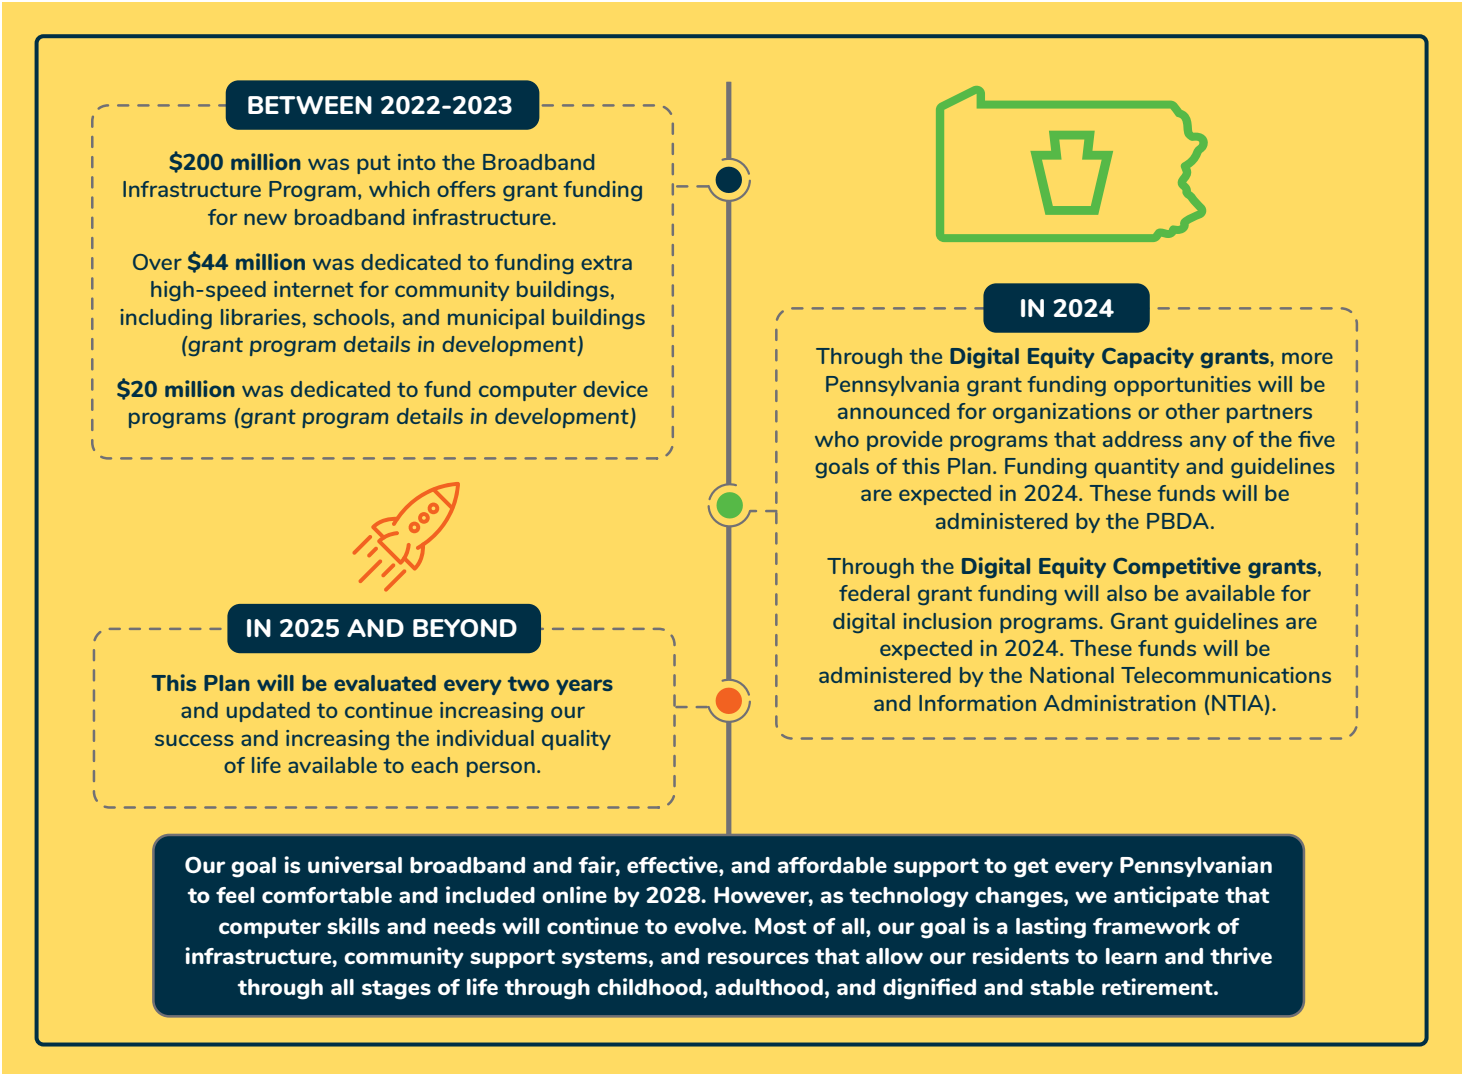 BETWEEN 2022-2023
$200 million was put into the Broadband
Infrastructure Program, which offers grant funding
for new broadband infrastructure.
Over $44 million was dedicated to funding extra
high-speed internet for community buildings,
including libraries, schools, and municipal buildings
(grant program details in development)
$20 million was dedicated to fund computer device
programs (grant program details in development)
IN 2024
Through the Digital Equity Capacity grants, more
Pennsylvania grant funding opportunities will be
announced for organizations or other partners
who provide programs that address any of the five
goals of this Plan. Funding quantity and guidelines
are expected in 2024. These funds will be
administered by the PBDA.
Through the Digital Equity Competitive grants,
federal grant funding will also be available for
digital inclusion programs. Grant guidelines are
expected in 2024. These funds will be
administered by the National Telecommunications
and Information Administration (NTIA).
IN 2025 AND BEYOND
This Plan will be evaluated every two years
and updated to continue increasing our
success and increasing the individual quality
of life available to each person.
Our goal is universal broadband and fair, effective, and affordable support to get every Pennsylvanian
to feel comfortable and included online by 2028. However, as technology changes, we anticipate that
computer skills and needs will continue to evolve. Most of all, our goal is a lasting framework of
infrastructure, community support systems, and resources that allow our residents to learn and thrive
through all stages of life through childhood, adulthood, and dignified and stable retirement.